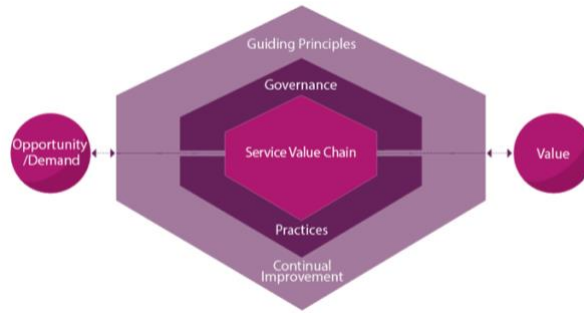 Guiding Principles
Governance
Opportunity
/Demand
Service Value Chain
Value
Practices
Continual
Improvement